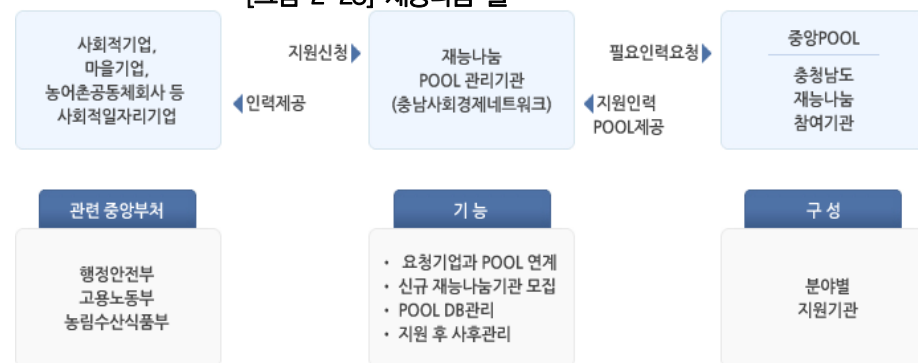 사회적기업,
마을기업,
농어촌공동체회사 등
사회적일자리기업
지원신청
인력제공
재능나눔
POOL 관리기관
(충남사회경제네트워크)
필요인력요청
지원인력
POOL제공
중앙POOL
충청남도
재능나눔
참여기관
관련 중앙부처
행정안전부
고용노동부
농림수산식품부
기 능
• 요청기업과 POOL 연계
• 신규 재능나눔기관 모집
• POOL DB관리
• 지원 후 사후관리
구 성
분야별
지원기관